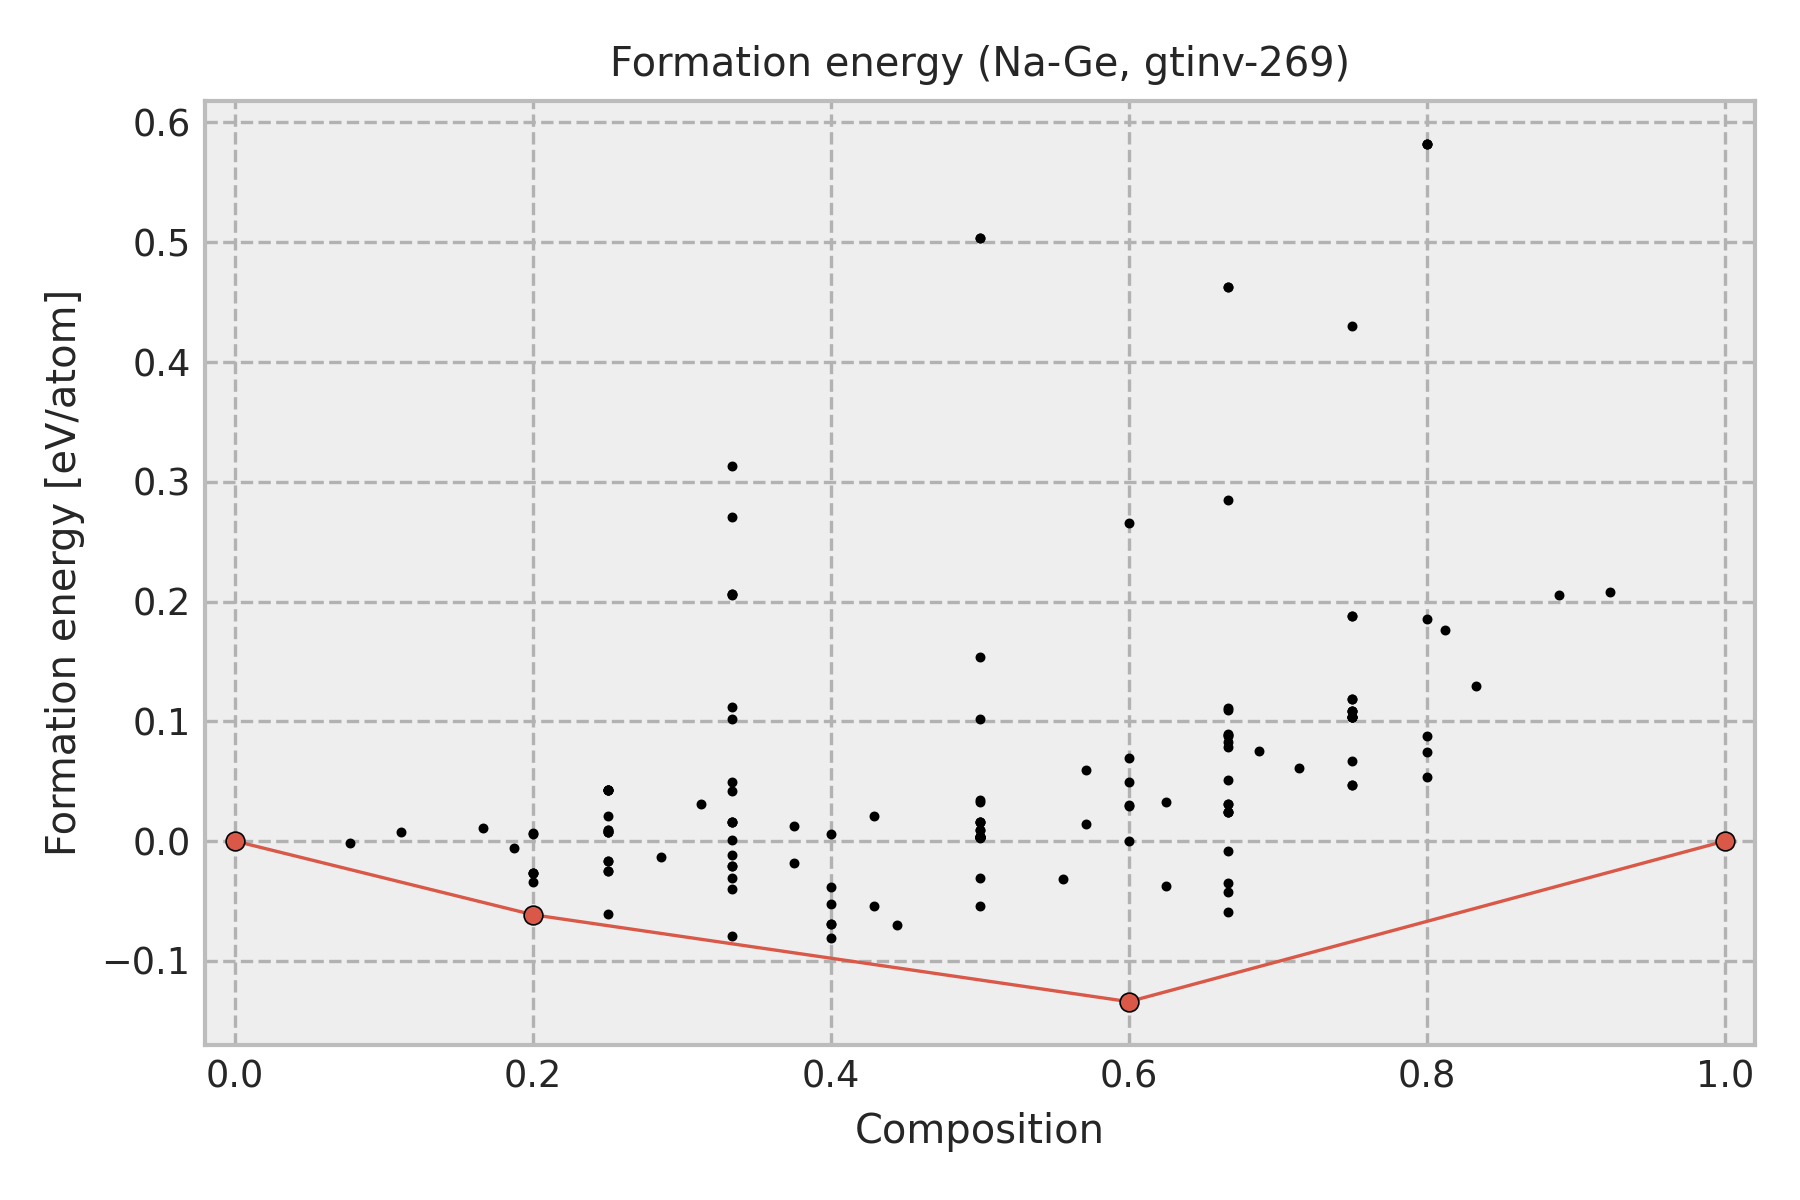 Formation energy (Na-Ge, gtinv-269)
Formation energy [eV/atom]
0.6
0.5
0.4
0.3
0.2
0.1
0.0
−0.1
0.0 0.2 0.4 0.6 0.8 1.0
Composition